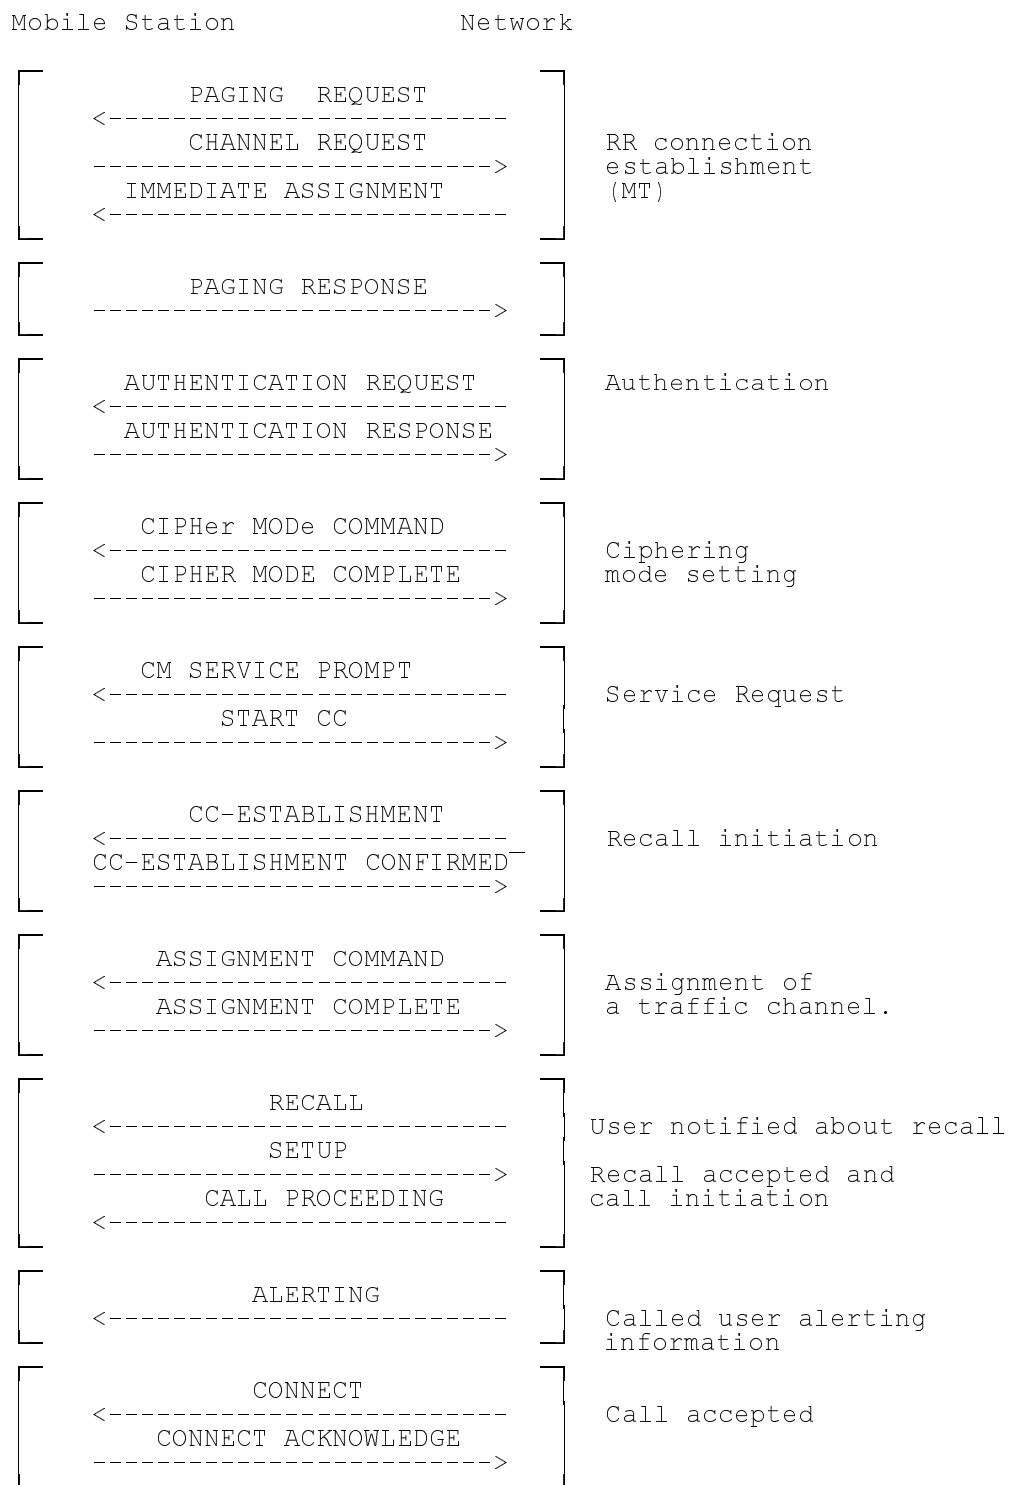 Mobile Station Network
PAGING REQUEST
<--------------------------
CHANNEL REQUEST
RR connection
------------------------->
establishment
IMMEDIATE ASSIGNMENT
(MT)
<-------------------------
PAGING RESPONSE
------------------------->
AUTHENTICATION REQUEST
Authentication
<-------------------------
AUTHENTICATION RESPONSE
------------------------->
CIPHer MODe COMMAND
<-------------------------
Ciphering
CIPHER MODE COMPLETE
mode setting
------------------------->
CM SERVICE PROMPT
<-------------------------
Service Request
START CC
------------------------->
CC-ESTABLISHMENT
<-------------------------
Recall initiation
CC-ESTABLISHMENT CONFIRMED
------------------------->
ASSIGNMENT COMMAND
<-------------------------
Assignment of
ASSIGNMENT COMPLETE
a traffic channel.
------------------------->
RECALL
<-------------------------
User notified about recall
SETUP
------------------------->
Recall accepted and
CALL PROCEEDING
call initiation
<-------------------------
ALERTING
<-------------------------
Called user alerting
information
CONNECT
<-------------------------
Call accepted
CONNECT ACKNOWLEDGE
------------------------->